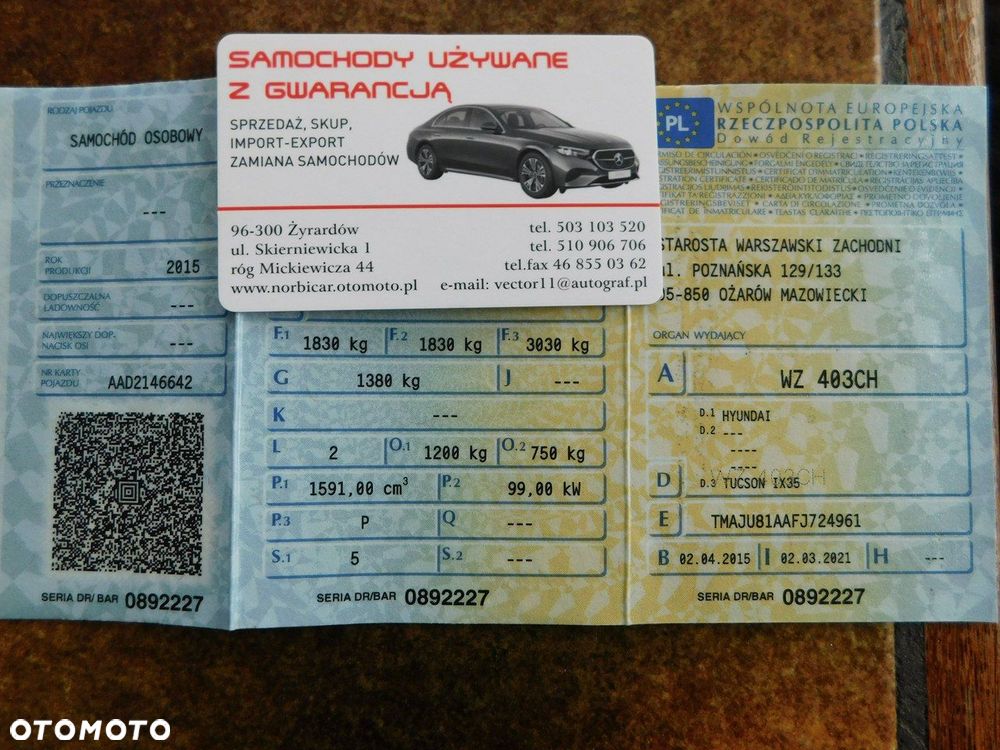 RODZAJ POJAZDU
SAMOCHÓD OSOBOWY
PRZEZNACZENIE
---
ROK
PRODUKCJI
2015
DOPUSZCZALNA
ŁADOWNOŚĆ
---
NAJWIĘKSZY DOP-
NACISK OSI
---
NR KARTY
POJAZDU
AAD2146642
SERIA DR/BAR 0892227
SAMOCHODY UŻYWANE
Z GWARANCJĄ
SPRZEDAŻ, SKUP,
IMPORT-EXPORT
ZAMIANA SAMOCHODÓW
96-300 Żyrardów
ul. Skierniewicka 1
róg Mickiewicza 44
www.norbicar.otomoto.pl
tel. 503 103 520
tel. 510 906 706
tel.fax 46 855 03 62
e-mail: vector11@autograf.pl
F.1 1830 kg F.2 1830 kg F.3 3030 kg
G 1380 kg J ---
K ---
L 2 O.1 1200 kg O.2 750 kg
P.1 1591,00 cm³ P.2 99,00 kW
P.3 P Q ---
S.1 5 S.2 ---
SERIA DR/BAR 0892227
PL
WSPÓLNOTA EUROPEJSKA
RZECZPOSPOLITA POLSKA
Dowód Rejestracyjny
STAROSTA WARSZAWSKI ZACHODNI
ul. POZNAŃSKA 129/133
05-850 OŻARÓW MAZOWIECKI
ORGAN WYDAJĄCY
A WZ 403CH
D.1 HYUNDAI
D.2 ---
----
----
D D.3 TUCSON IX35
WZ 403CH
E TMAJU81AAFJ724961
B 02.04.2015 I 02.03.2021 H ---
SERIA DR/BAR 0892227
OTOMOTO